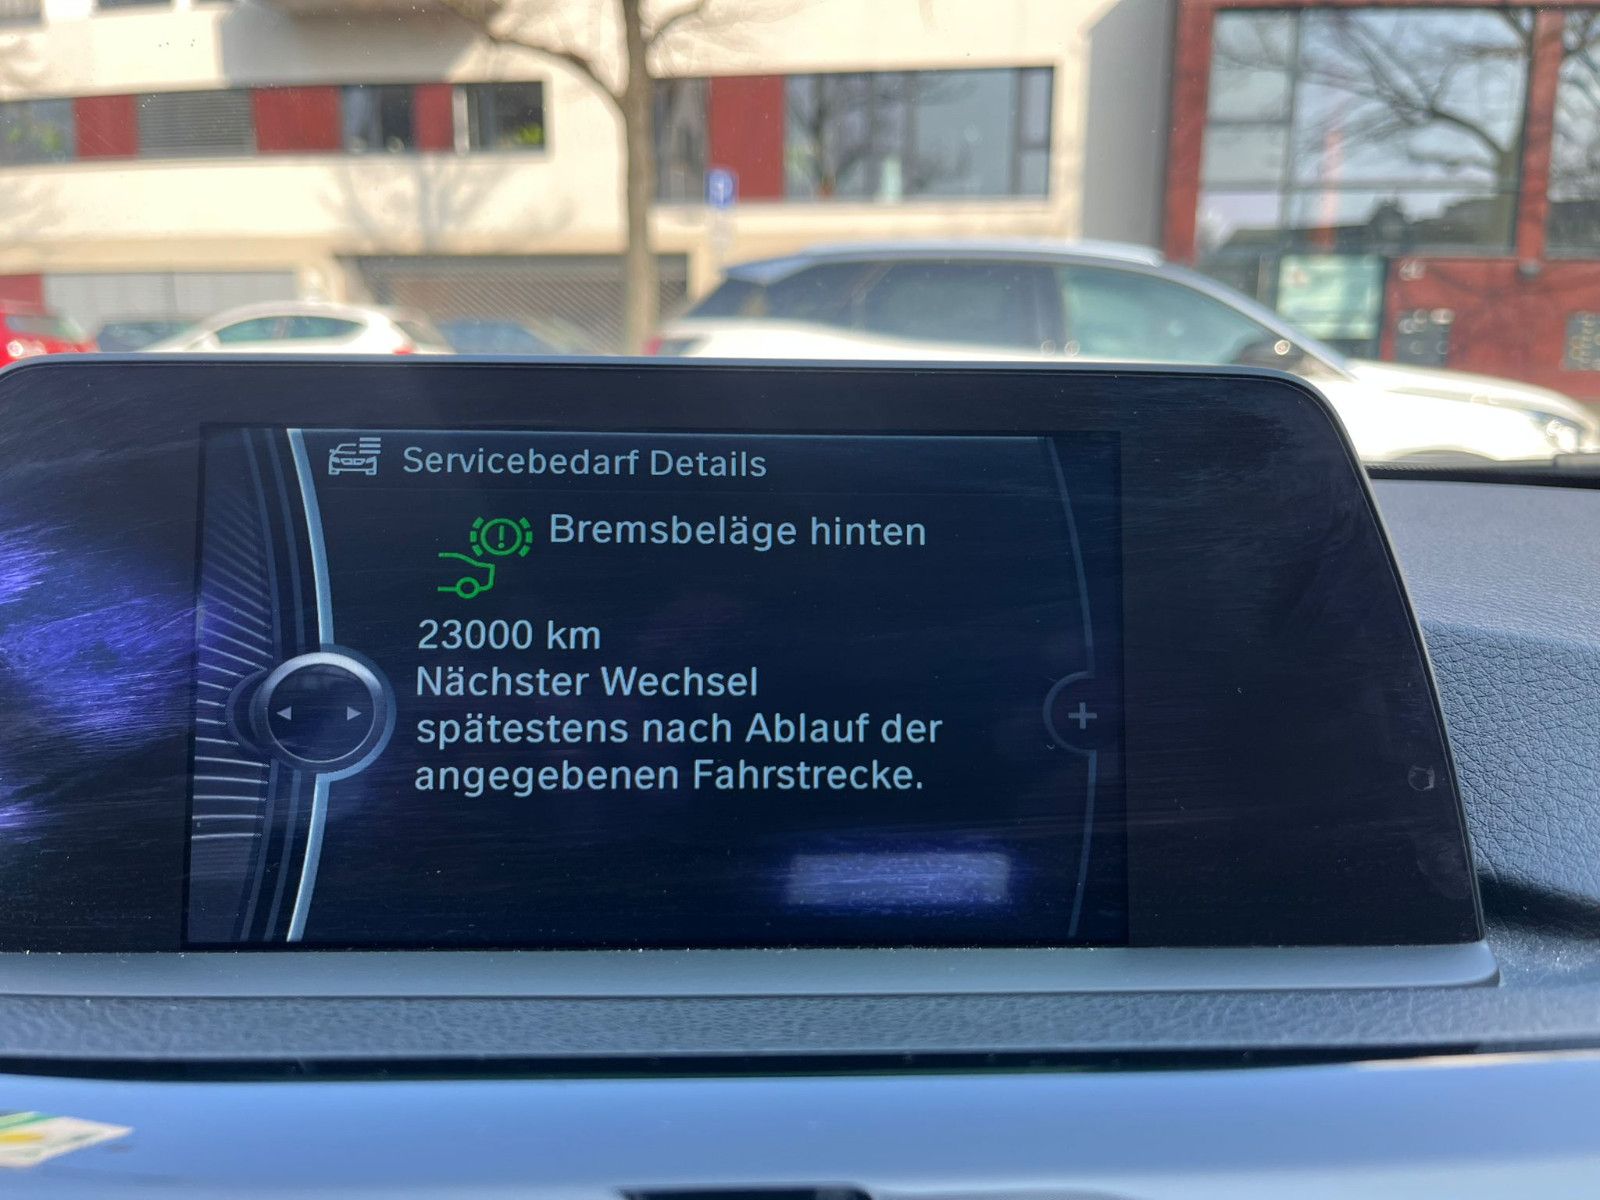 Servicebedarf Details
Bremsbeläge hinten
23000 km
Nächster Wechsel
spätestens nach Ablauf der
angegebenen Fahrstrecke.